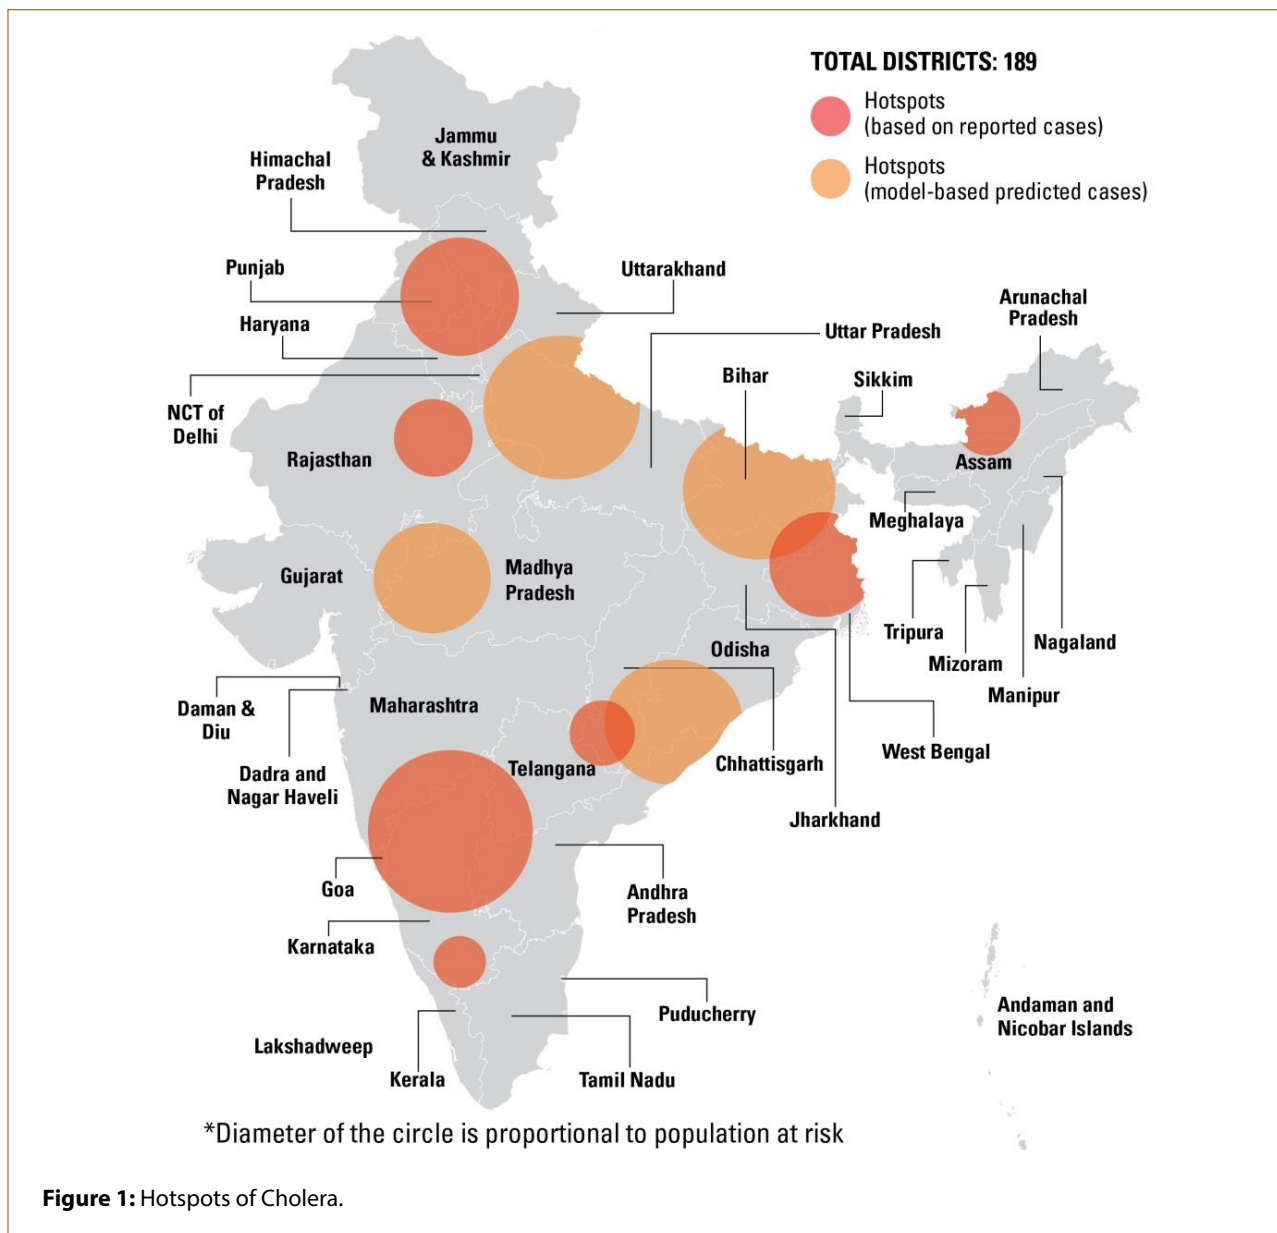 TOTAL DISTRICTS: 189
Hotspots
(based on reported cases)
Hotspots
(model-based predicted cases)
Jammu
& Kashmir
Himachal
Pradesh
Punjab
Haryana
NCT of
Delhi
Rajasthan
Uttarakhand
Uttar Pradesh
Bihar
Sikkim
Arunachal
Pradesh
Assam
Meghalaya
Tripura
Mizoram
Manipur
Nagaland
Gujarat
Madhya
Pradesh
Odisha
Daman &
Diu
Dadra and
Nagar Haveli
Maharashtra
Telangana
Chhattisgarh
West Bengal
Jharkhand
Goa
Andhra
Pradesh
Karnataka
Puducherry
Lakshadweep
Kerala
Tamil Nadu
Andaman and
Nicobar Islands
*Diameter of the circle is proportional to population at risk
Figure 1: Hotspots of Cholera.